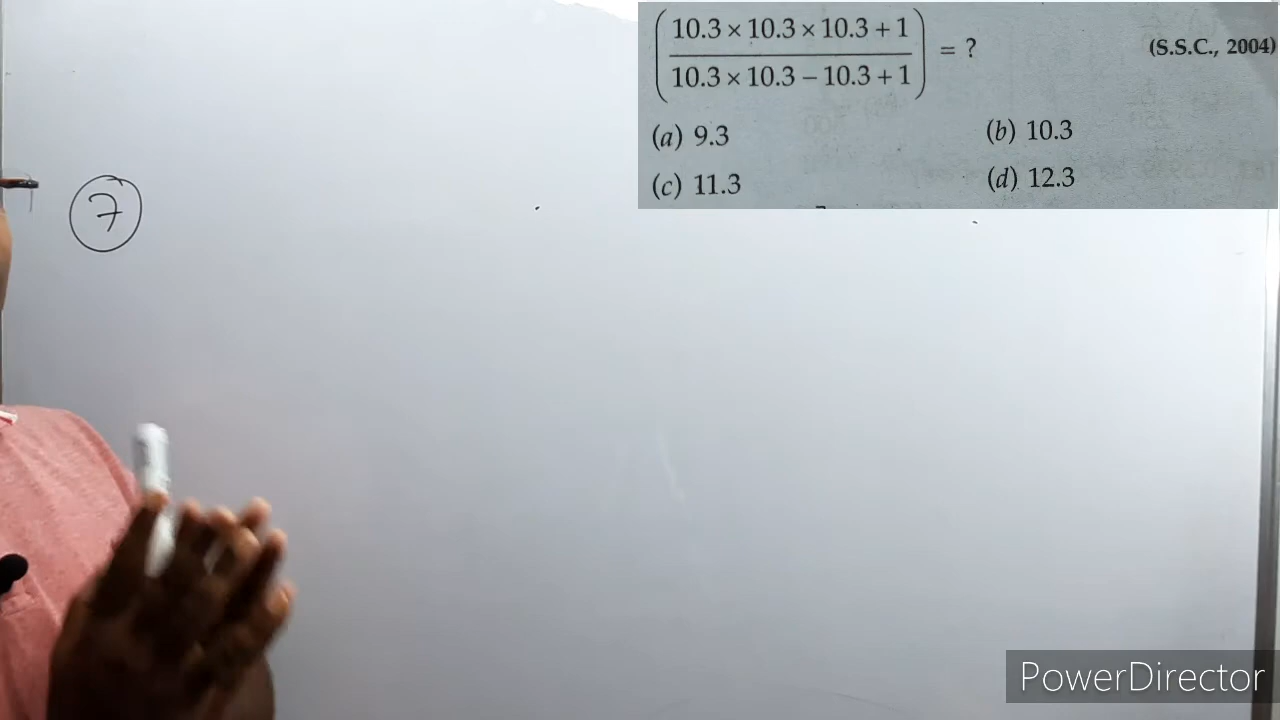 ( 10.3 × 10.3 × 10.3 + 1 / 10.3 × 10.3 – 10.3 + 1 ) = ? (S.S.C., 2004)
(a) 9.3 (b) 10.3
(c) 11.3 (d) 12.3
7
PowerDirector